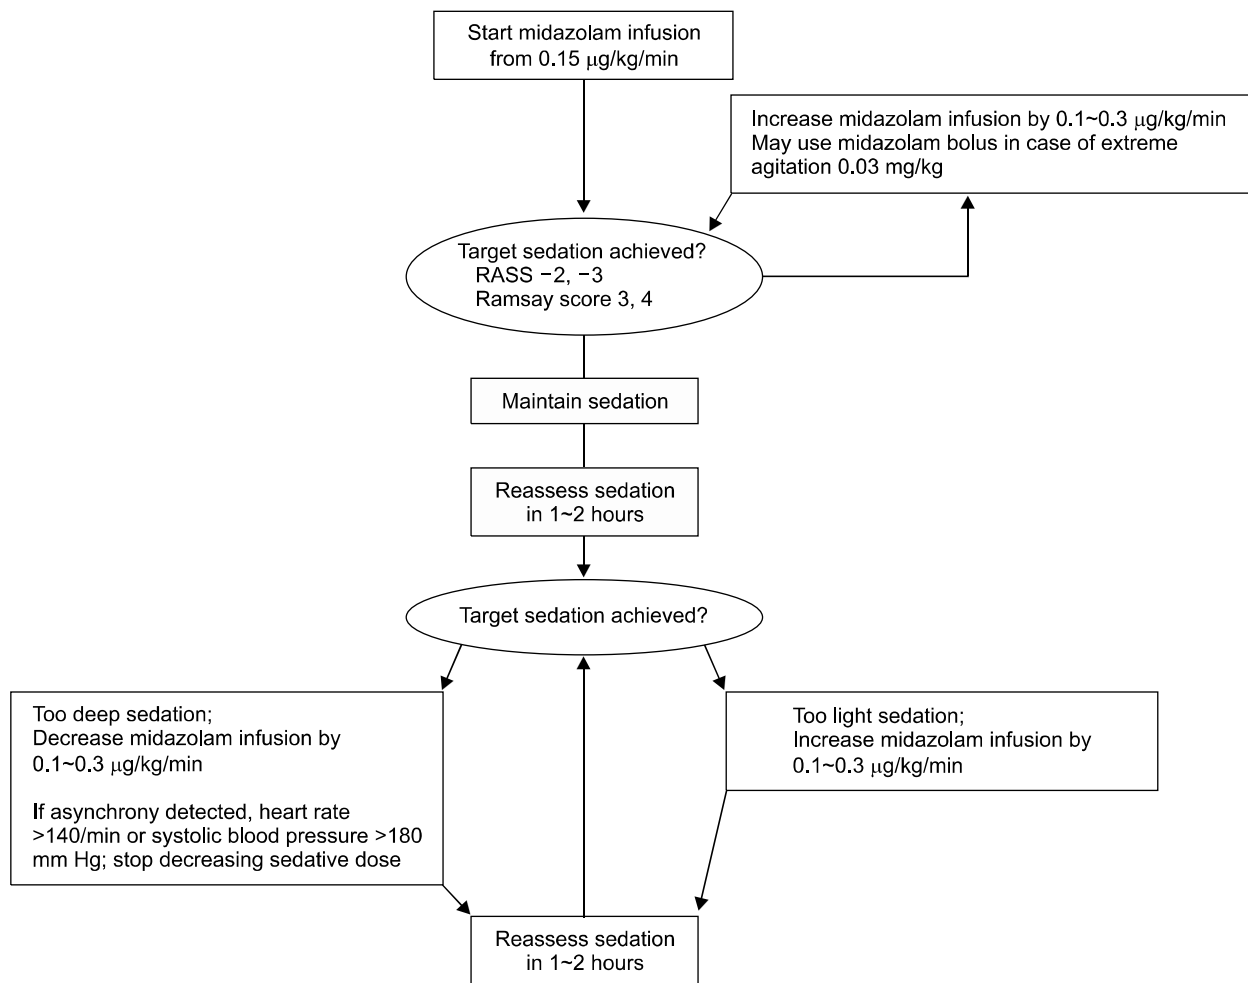 Start midazolam infusion
from 0.15 μg/kg/min
Increase midazolam infusion by 0.1~0.3 μg/kg/min
May use midazolam bolus in case of extreme
agitation 0.03 mg/kg
Target sedation achieved?
RASS −2, −3
Ramsay score 3, 4
Maintain sedation
Reassess sedation
in 1~2 hours
Target sedation achieved?
Too deep sedation;
Decrease midazolam infusion by
0.1~0.3 μg/kg/min
If asynchrony detected, heart rate
>140/min or systolic blood pressure >180
mm Hg; stop decreasing sedative dose
Too light sedation;
Increase midazolam infusion by
0.1~0.3 μg/kg/min
Reassess sedation
in 1~2 hours